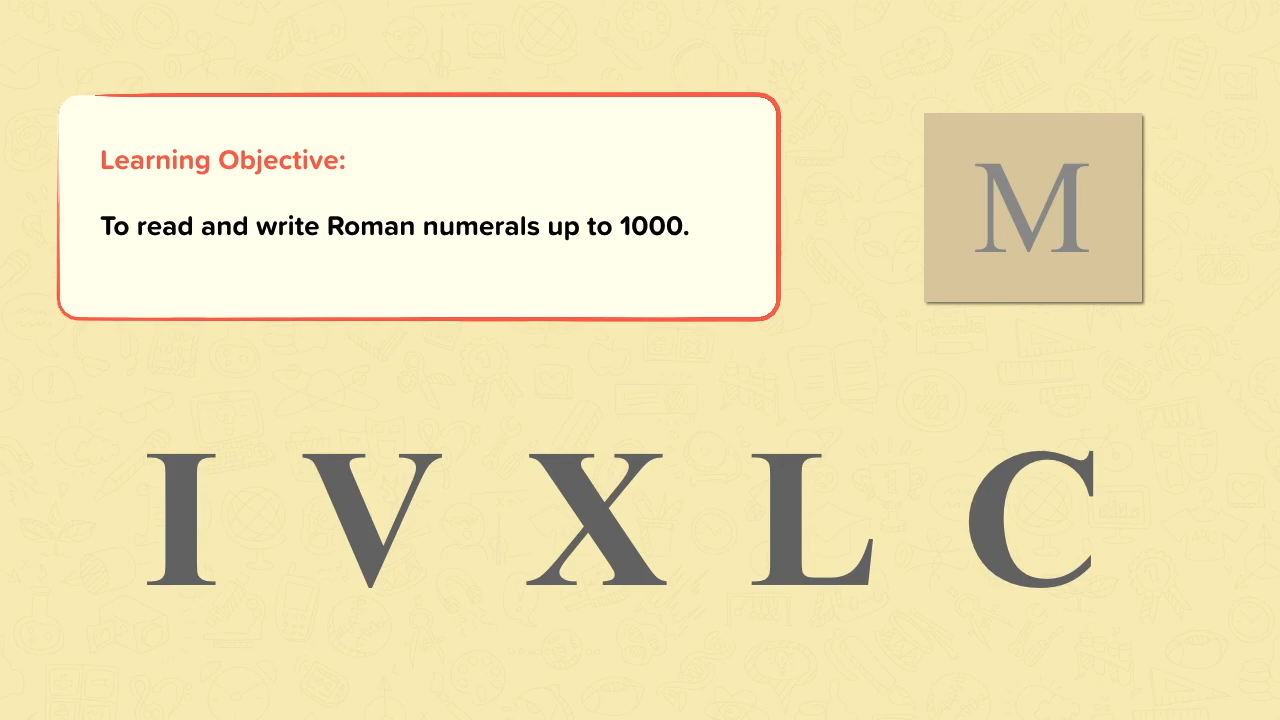 Learning Objective:
To read and write Roman numerals up to 1000.
M
I V X L C